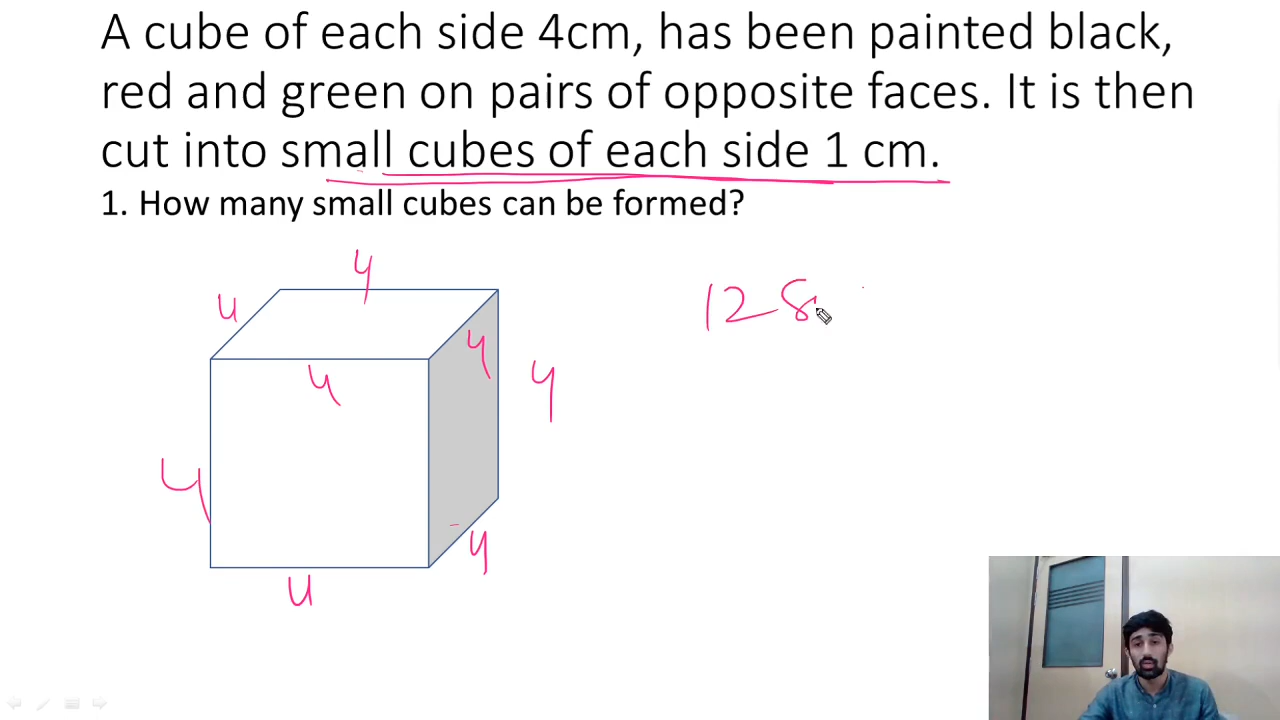 A cube of each side 4cm, has been painted black,
red and green on pairs of opposite faces. It is then
cut into small cubes of each side 1 cm.
1. How many small cubes can be formed?
4
4
4
4
4
4
4
4
128